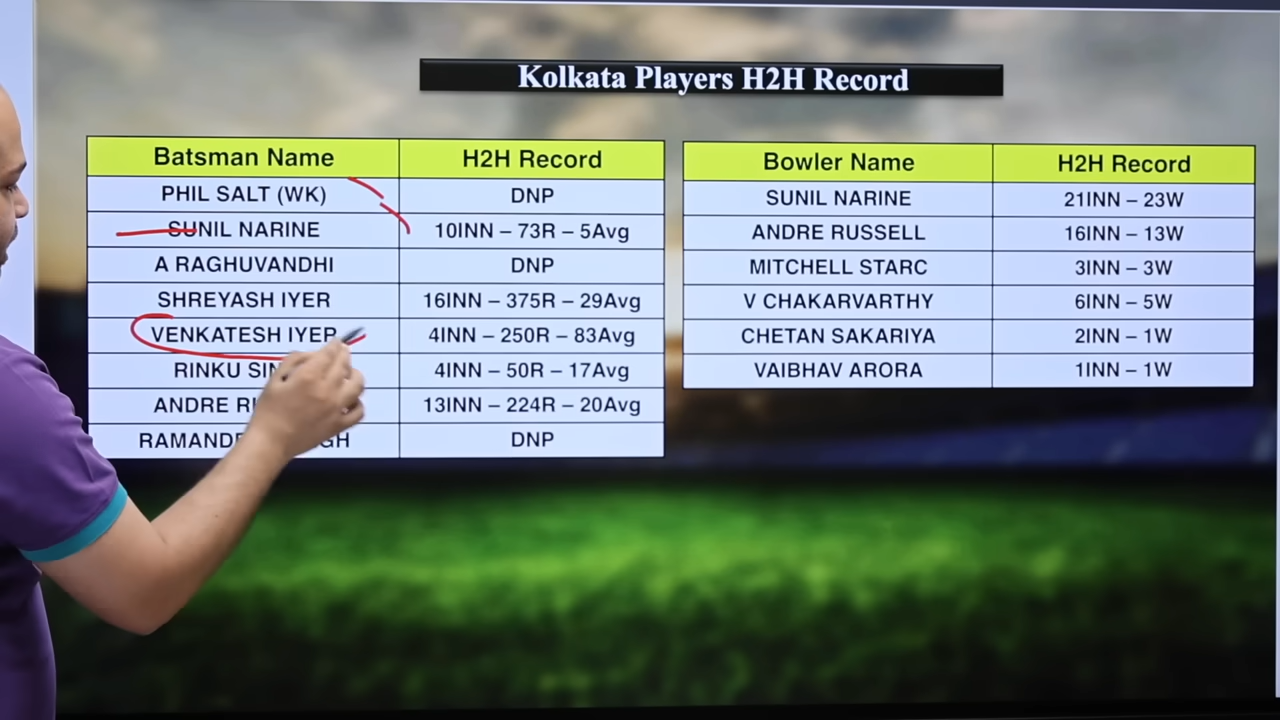 Kolkata Players H2H Record
Batsman Name H2H Record
PHIL SALT (WK) DNP
SUNIL NARINE 10INN – 73R – 5Avg
A RAGHUVANDHI DNP
SHREYASH IYER 16INN – 375R – 29Avg
VENKATESH IYER 4INN – 250R – 83Avg
RINKU 4INN – 50R – 17Avg
ANDRE 13INN – 224R – 20Avg
DNP
Bowler Name H2H Record
SUNIL NARINE 21INN – 23W
ANDRE RUSSELL 16INN – 13W
MITCHELL STARC 3INN – 3W
V CHAKARVARTHY 6INN – 5W
CHETAN SAKARIYA 2INN – 1W
VAIBHAV ARORA 1INN – 1W